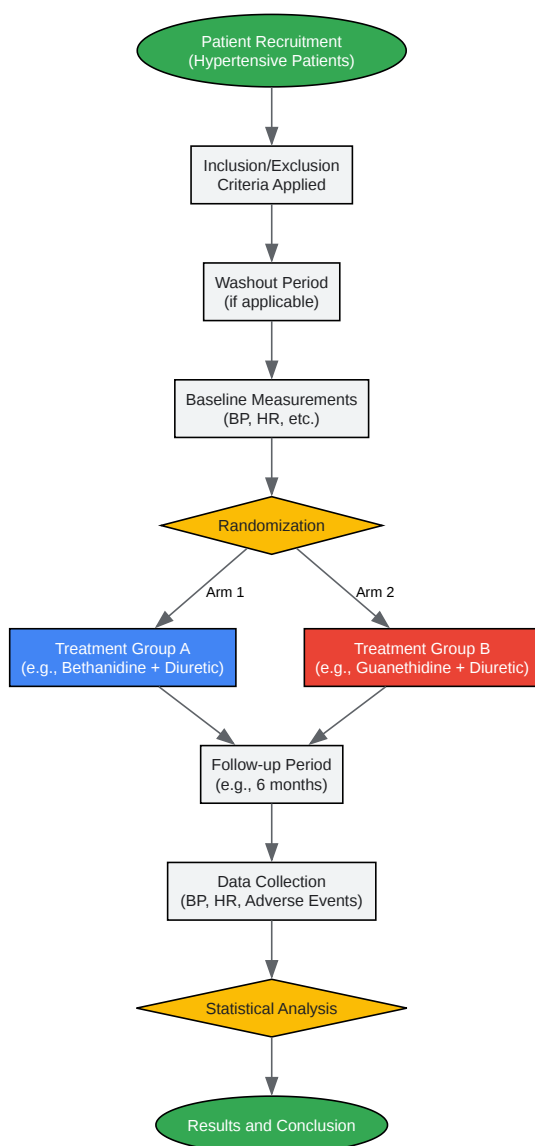 Patient Recruitment
(Hypertensive Patients)
Inclusion/Exclusion
Criteria Applied
Washout Period
(if applicable)
Baseline Measurements
(BP, HR, etc.)
Randomization
Arm 1
Arm 2
Treatment Group A
(e.g., Bethanidine + Diuretic)
Treatment Group B
(e.g., Guanethidine + Diuretic)
Follow-up Period
(e.g., 6 months)
Data Collection
(BP, HR, Adverse Events)
Statistical Analysis
Results and Conclusion